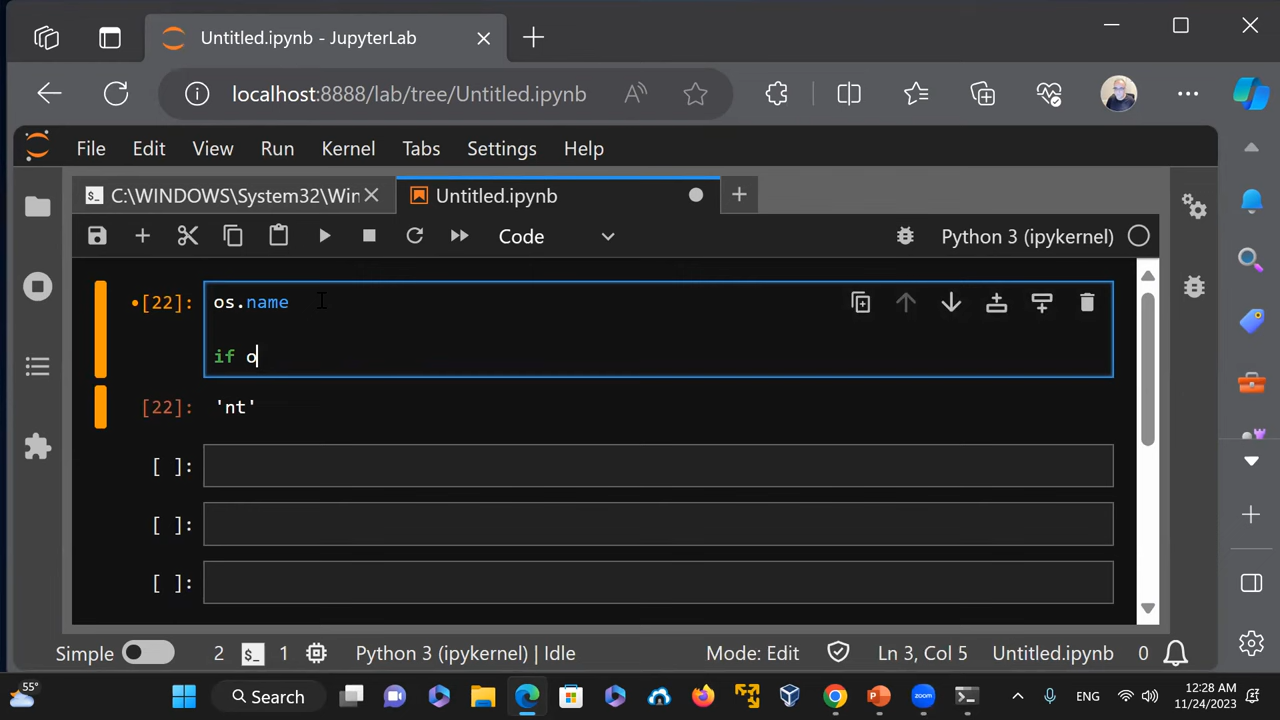 Untitled.ipynb - JupyterLab
localhost:8888/lab/tree/Untitled.ipynb
File Edit View Run Kernel Tabs Settings Help
C:\WINDOWS\System32\Win Untitled.ipynb
Code Python 3 (ipykernel)
[22]: os.name
if o
[22]: 'nt'
[ ]:
[ ]:
[ ]:
Simple 2 $_ 1 Python 3 (ipykernel) | Idle Mode: Edit Ln 3, Col 5 Untitled.ipynb 0
55° Search zoom ENG 12:28 AM
11/24/2023